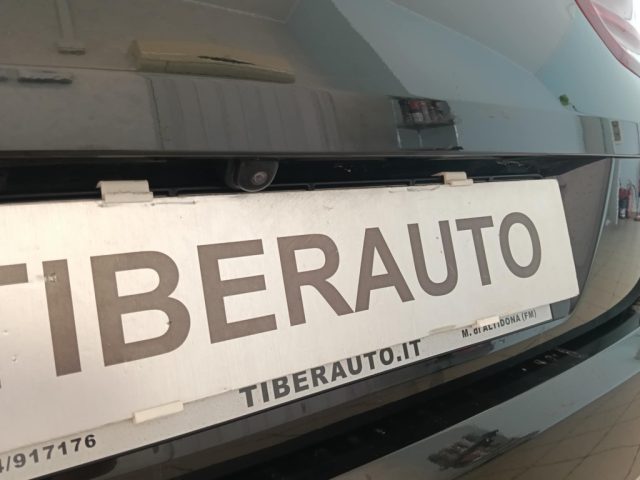 TIBERAUTO
4/917176
TIBERAUTO.IT
M. di ALTIDONA (FM)